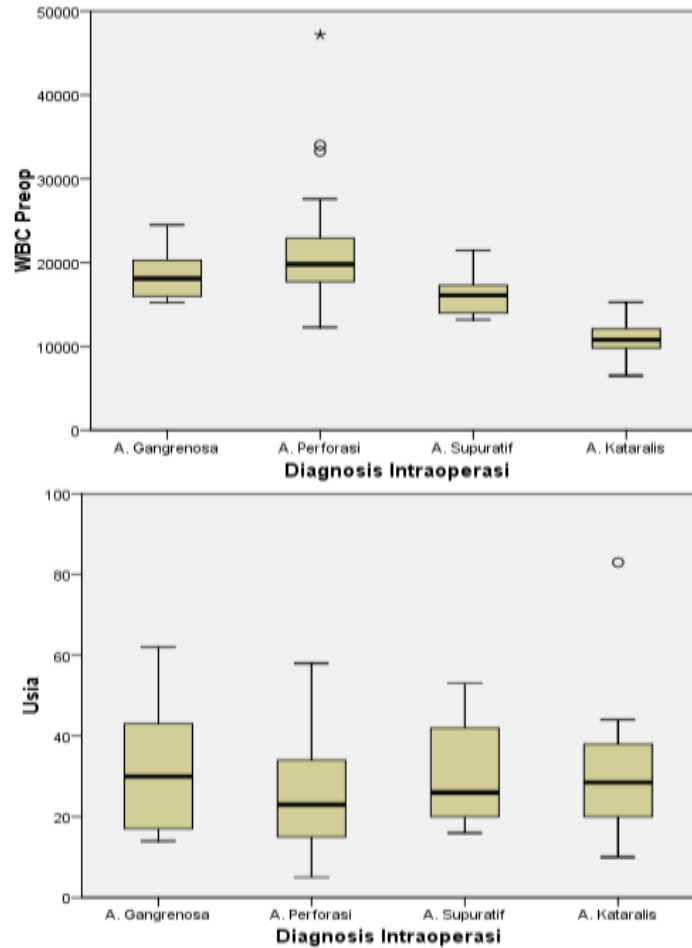 50000
40000
30000
20000
10000
0
WBC Preop
A. Gangrenosa A. Perforasi A. Supuratif A. Kataralis
Diagnosis Intraoperasi
100
80
60
40
20
0
Usia
A. Gangrenosa A. Perforasi A. Supuratif A. Kataralis
Diagnosis Intraoperasi